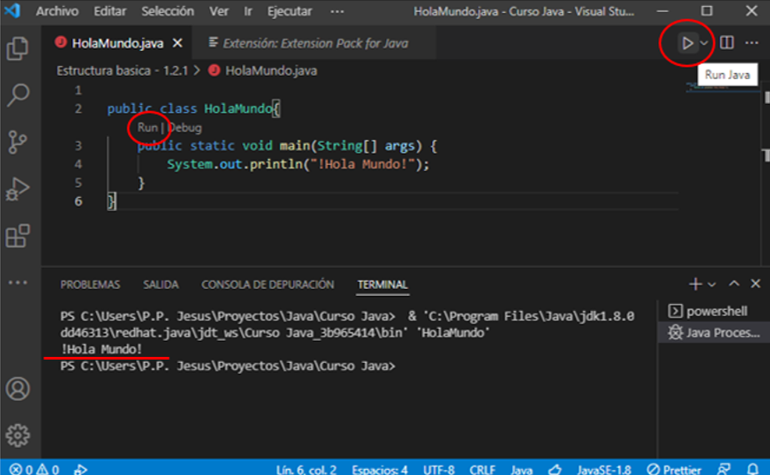 Archivo Editar Selección Ver Ir Ejecutar ··· HolaMundo.java - Curso Java - Visual Stu...
HolaMundo.java Extensión: Extension Pack for Java
Run Java
Estructura basica - 1.2.1 > HolaMundo.java
1
2 public class HolaMundo{
Run | Debug
3 public static void main(String[] args) {
4 System.out.println("!Hola Mundo!");
5 }
6 }
PROBLEMAS SALIDA CONSOLA DE DEPURACIÓN TERMINAL
PS C:\Users\P.P. Jesus\Proyectos\Java\Curso Java> & 'C:\Program Files\Java\jdk1.8.0
dd46313\redhat.java\jdt_ws\Curso Java_3b965414\bin' 'HolaMundo'
!Hola Mundo!
PS C:\Users\P.P. Jesus\Proyectos\Java\Curso Java>
powershell
Java Proces...
0 0 Lín. 6, col. 2 Espacios: 4 UTF-8 CRLF Java JavaSE-1.8 Prettier